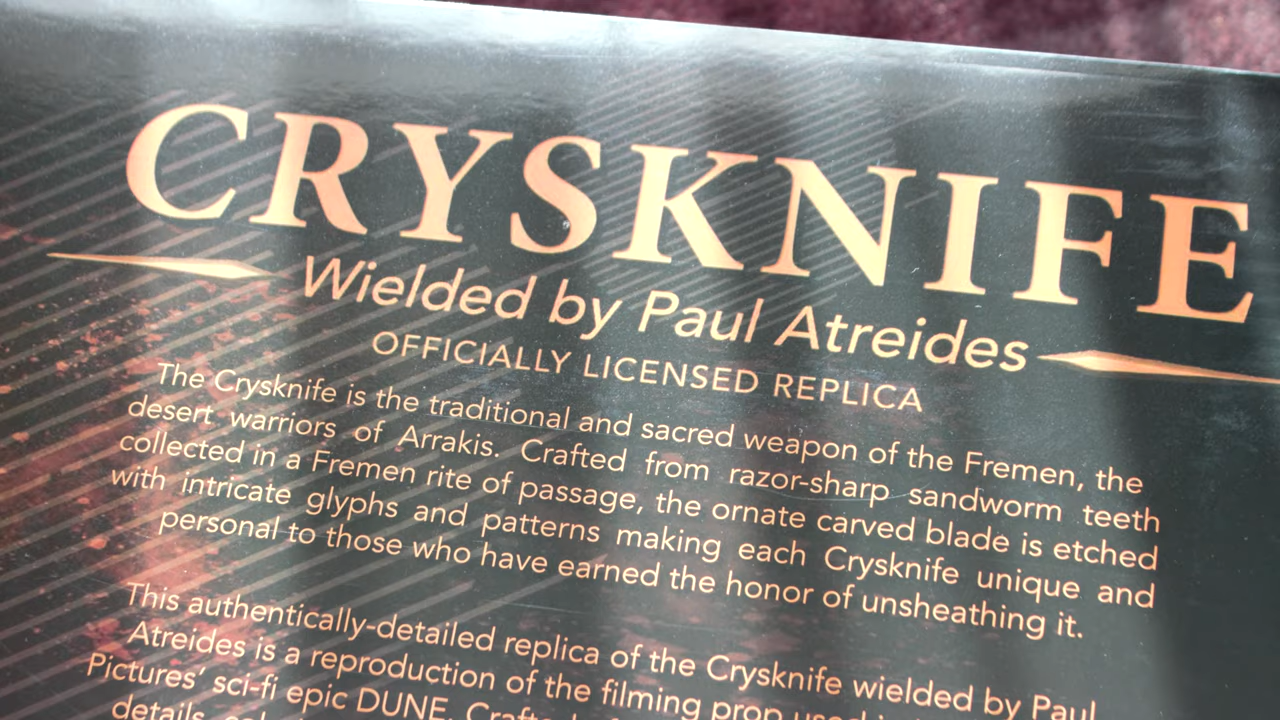 CRYSKNIFE
Wielded by Paul Atreides
OFFICIALLY LICENSED REPLICA
The Crysknife is the traditional and sacred weapon of the Fremen, the
desert warriors of Arrakis. Crafted from razor-sharp sandworm teeth
collected in a Fremen rite of passage, the ornate carved blade is etched
with intricate glyphs and patterns making each Crysknife unique and
personal to those who have earned the honor of unsheathing it.
This authentically-detailed replica of the Crysknife wielded by Paul
Atreides is a reproduction of the filming prop used
Pictures' sci-fi epic DUNE.
details,